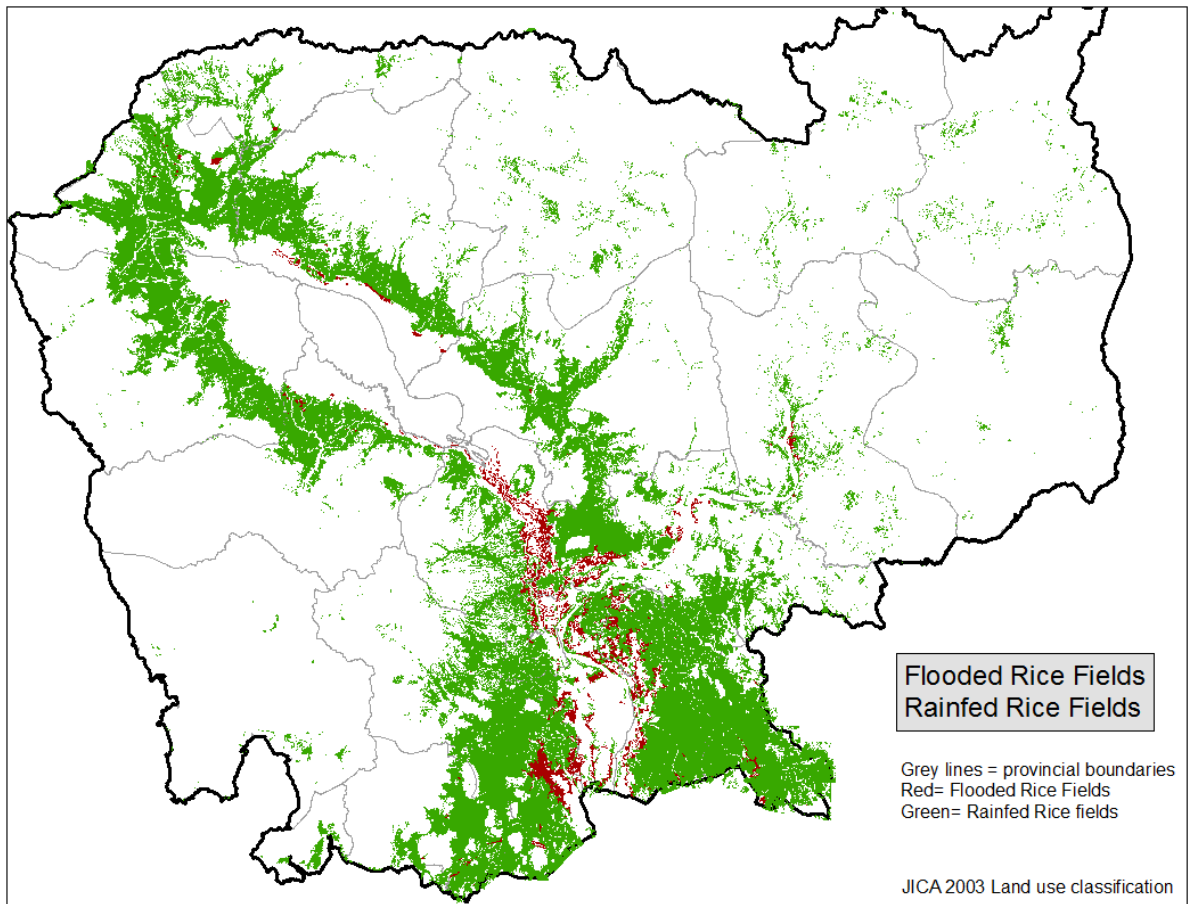 Flooded Rice Fields
Rainfed Rice Fields
Grey lines = provincial boundaries
Red= Flooded Rice Fields
Green= Rainfed Rice fields
JICA 2003 Land use classification